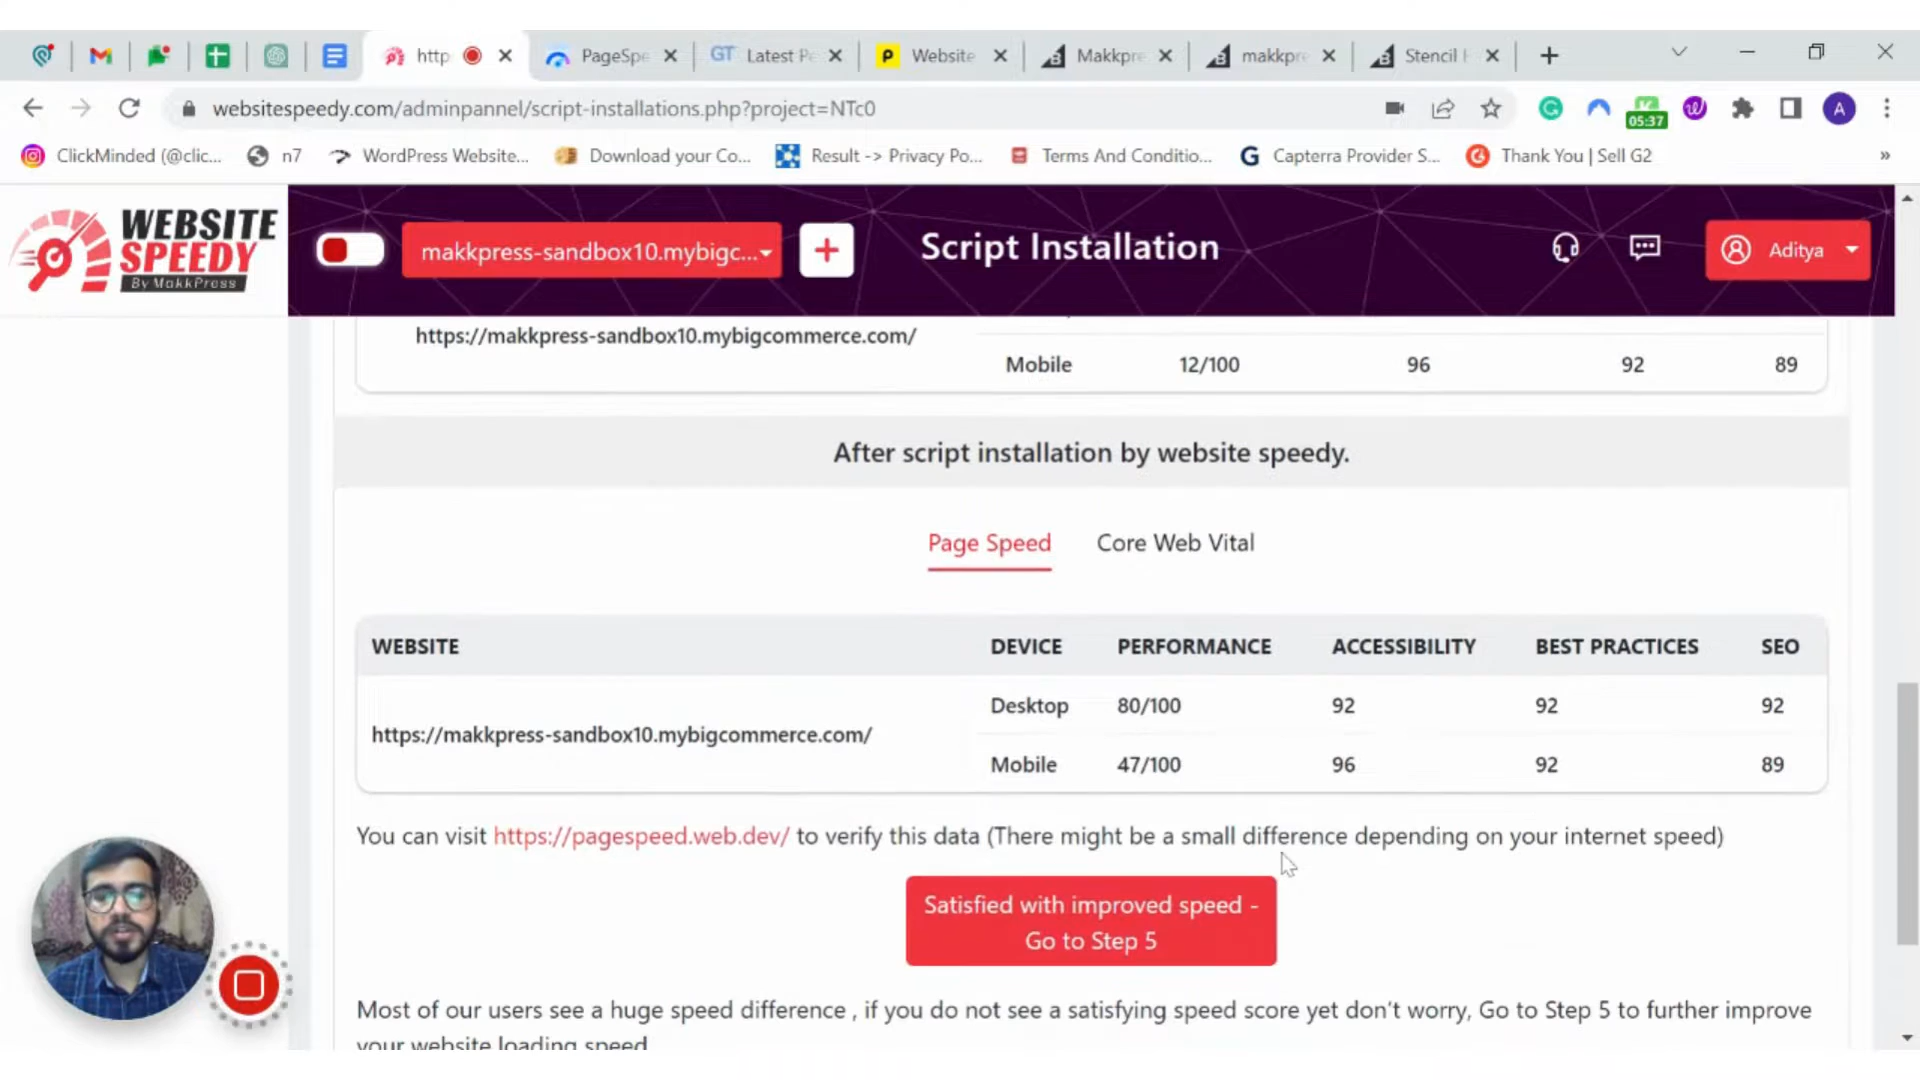 http
PageSpe
GT Latest Pe
Website
Makkpre
makkpre
Stencil
websitespeedy.com/adminpannel/script-installations.php?project=NTc0
05:37
A
ClickMinded (@clic...
n7
WordPress Website...
Download your Co...
Result -> Privacy Po...
Terms And Conditio...
Capterra Provider S...
Thank You | Sell G2
WEBSITE
SPEEDY
By MakkPress
makkpress-sandbox10.mybigc...
+
Script Installation
Aditya
https://makkpress-sandbox10.mybigcommerce.com/
Mobile 12/100 96 92 89
After script installation by website speedy.
Page Speed Core Web Vital
WEBSITE DEVICE PERFORMANCE ACCESSIBILITY BEST PRACTICES SEO
Desktop 80/100 92 92 92
https://makkpress-sandbox10.mybigcommerce.com/
Mobile 47/100 96 92 89
You can visit https://pagespeed.web.dev/ to verify this data (There might be a small difference depending on your internet speed)
Satisfied with improved speed -
Go to Step 5
Most of our users see a huge speed difference , if you do not see a satisfying speed score yet don't worry, Go to Step 5 to further improve
your website loading speed